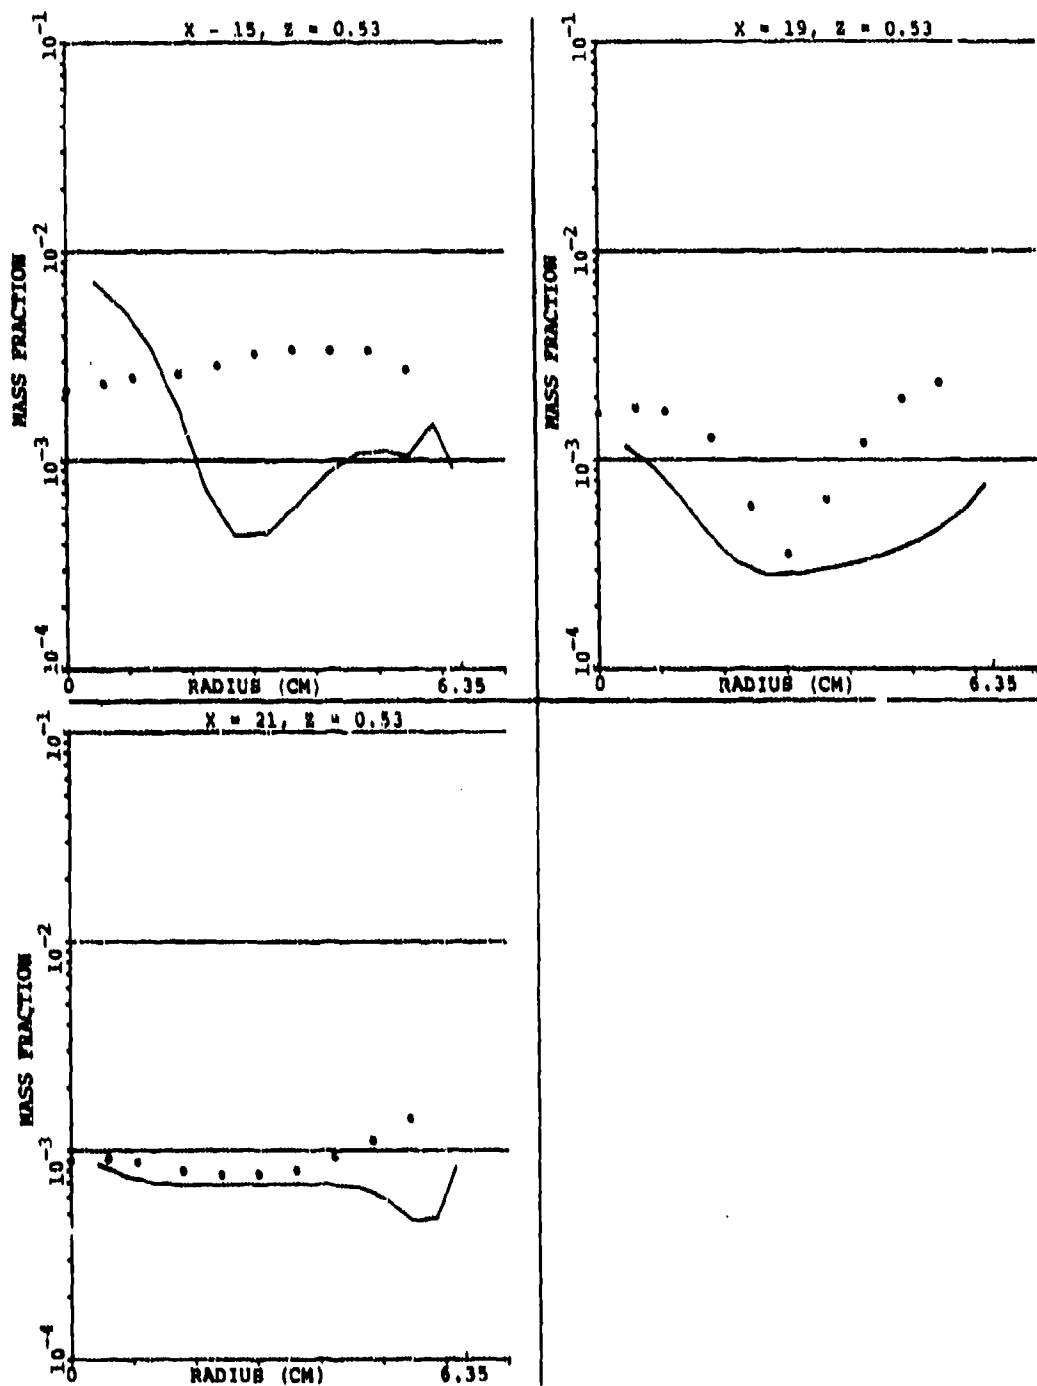 X - 15, Z = 0.53
10^-1
10^-2
10^-3
10^-4
MASS FRACTION
0
RADIUS (CM)
6.35
X = 19, Z = 0.53
10^-1
10^-2
10^-3
10^-4
MASS FRACTION
0
RADIUS (CM)
6.35
X = 21, Z = 0.53
10^-1
10^-2
10^-3
10^-4
MASS FRACTION
0
RADIUS (CM)
6.35